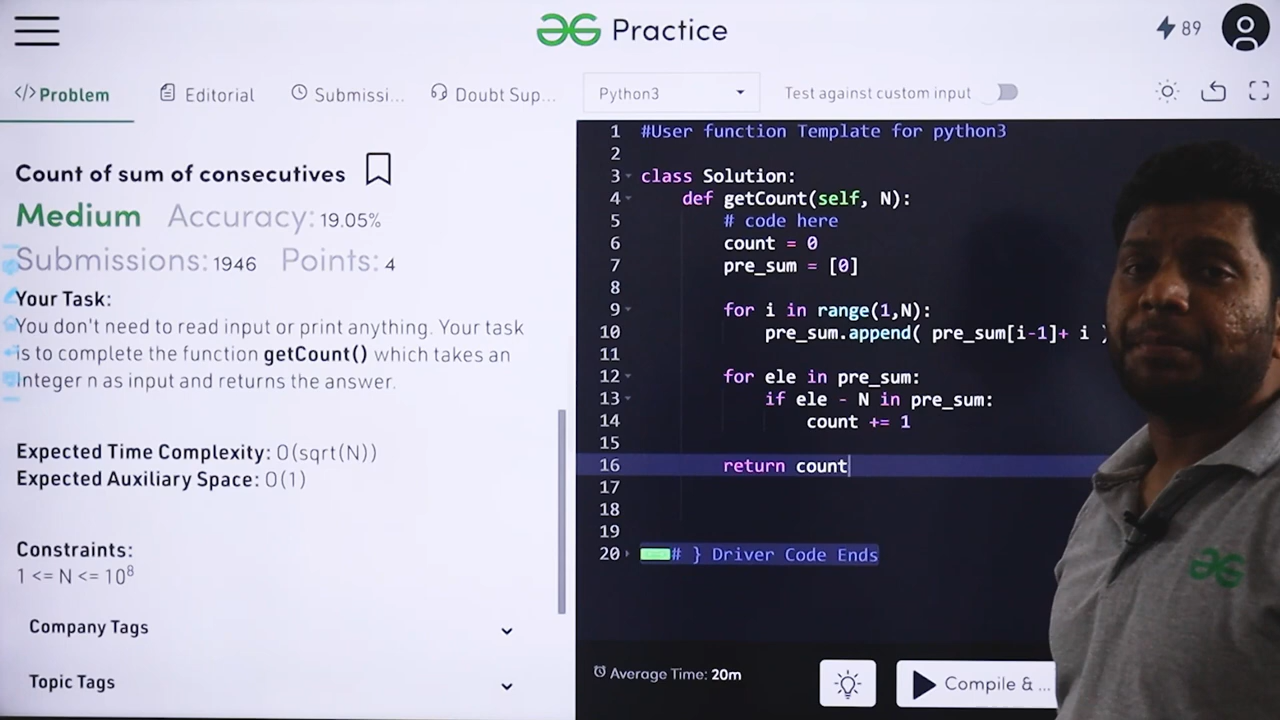 Practice
89
</>Problem
Editorial
Submissi...
Doubt Sup...
Python3
Test against custom input
Count of sum of consecutives
Medium Accuracy: 19.05%
Submissions: 1946 Points: 4
Your Task:
You don't need to read input or print anything. Your task
is to complete the function getCount() which takes an
Integer n as input and returns the answer.
Expected Time Complexity: O(sqrt(N))
Expected Auxiliary Space: O(1)
Constraints:
1 <= N <= 10⁸
Company Tags
Topic Tags
1 #User function Template for python3
2
3 class Solution:
4 def getCount(self, N):
5 # code here
6 count = 0
7 pre_sum = [0]
8
9 for i in range(1,N):
10 pre_sum.append( pre_sum[i-1]+ i )
11
12 for ele in pre_sum:
13 if ele - N in pre_sum:
14 count += 1
15
16 return count
17
18
19
20 # } Driver Code Ends
Average Time: 20m
Compile & ...